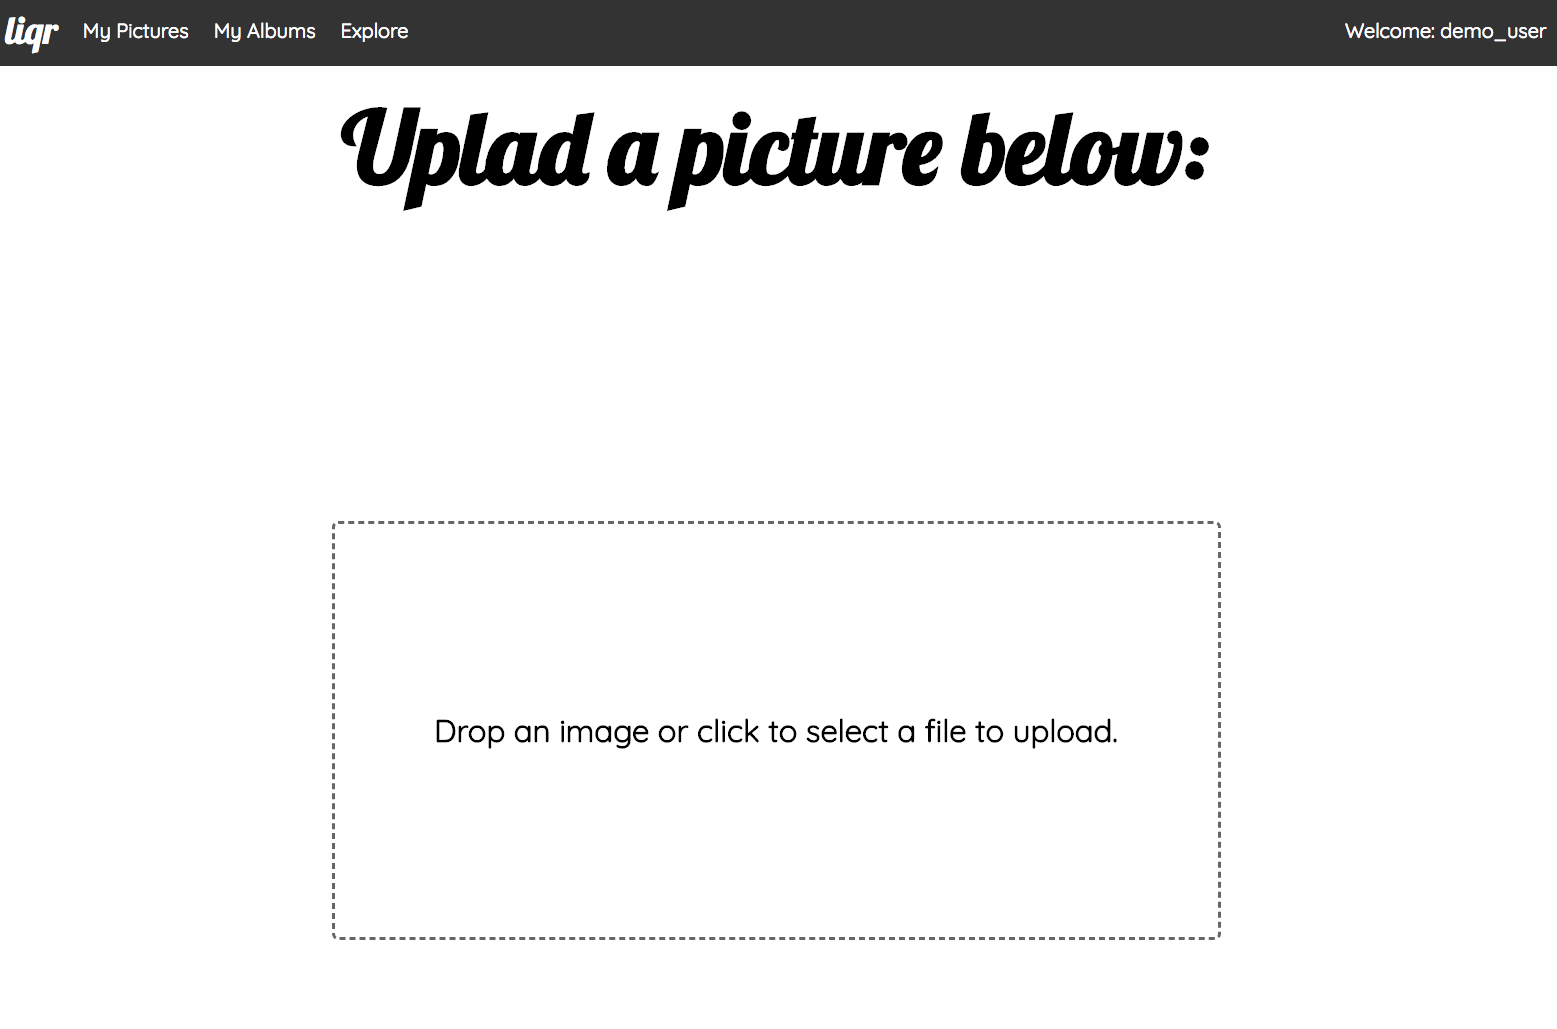 liqr My Pictures My Albums Explore Welcome: demo_user
Uplad a picture below:
Drop an image or click to select a file to upload.